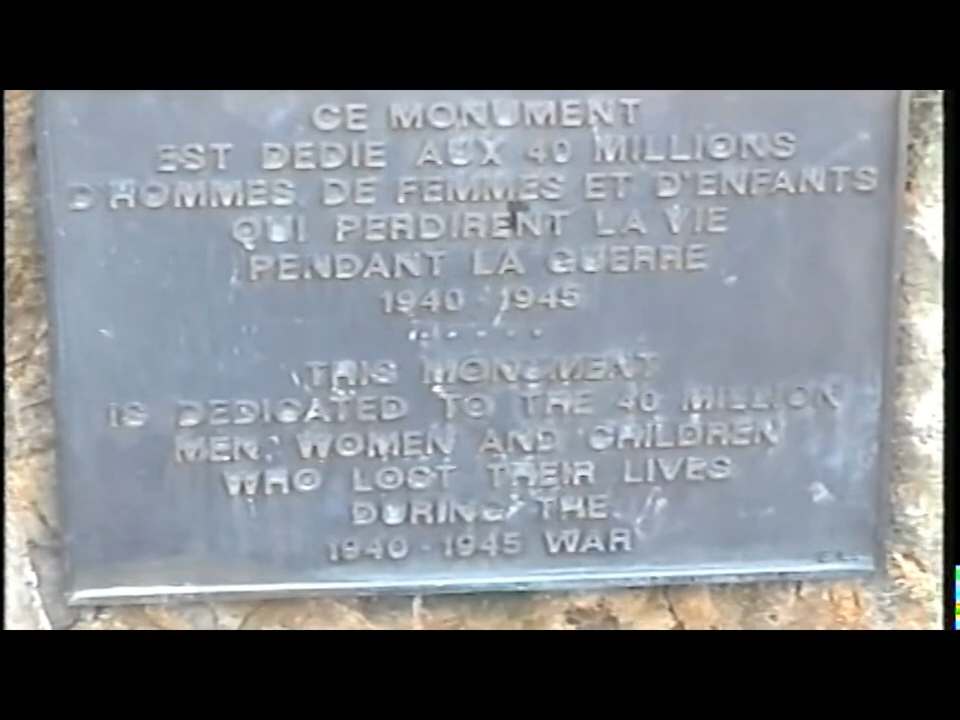 CE MONUMENT
EST DEDIE AUX 40 MILLIONS
D'HOMMES DE FEMMES ET D'ENFANTS
QUI PERDIRENT LA VIE
PENDANT LA GUERRE
1940 - 1945
THIS MONUMENT
IS DEDICATED TO THE 40 MILLION
MEN, WOMEN AND CHILDREN
WHO LOST THEIR LIVES
DURING THE
1940 - 1945 WAR